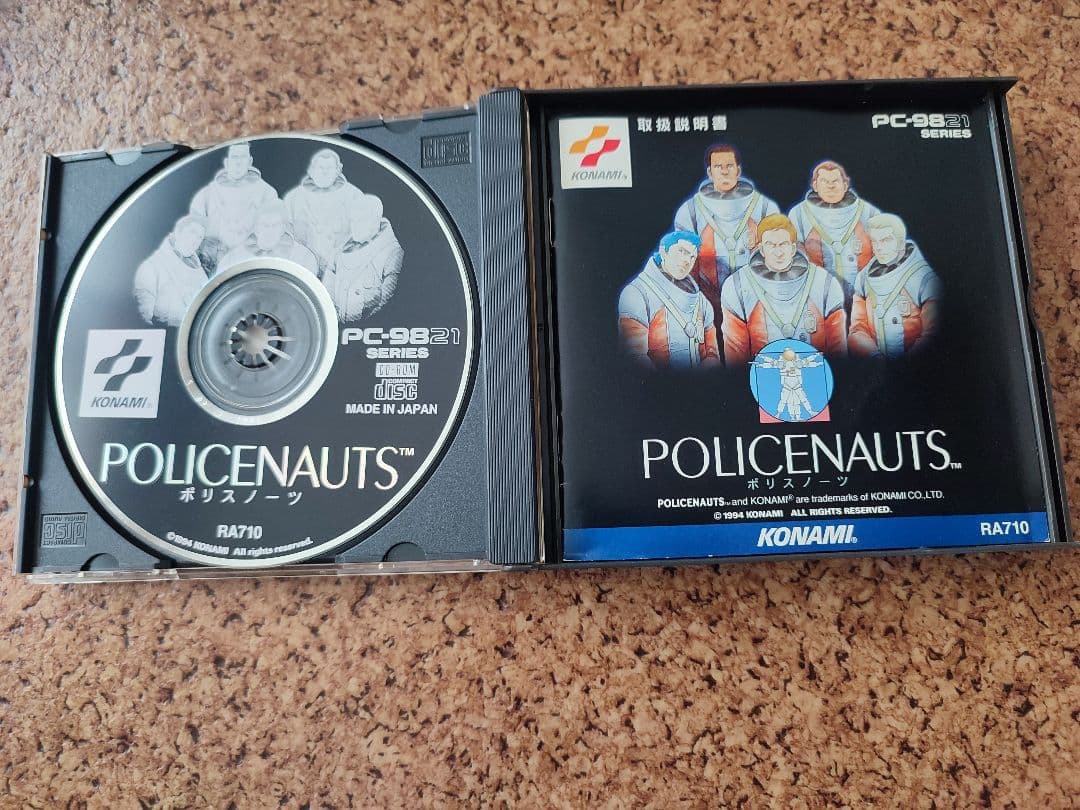 KONAMI®
PC-9821
SERIES
CD-ROM
COMPACT
disc
MADE IN JAPAN
POLICENAUTS™
ポリスノーツ
RA710
©1994 KONAMI All rights reserved.
disc
disc
KONAMI®
取扱説明書
PC-9821
SERIES
POLICENAUTS™
ポリスノーツ
POLICENAUTS™ and KONAMI® are trademarks of KONAMI CO., LTD.
© 1994 KONAMI ALL RIGHTS RESERVED.
KONAMI®
RA710